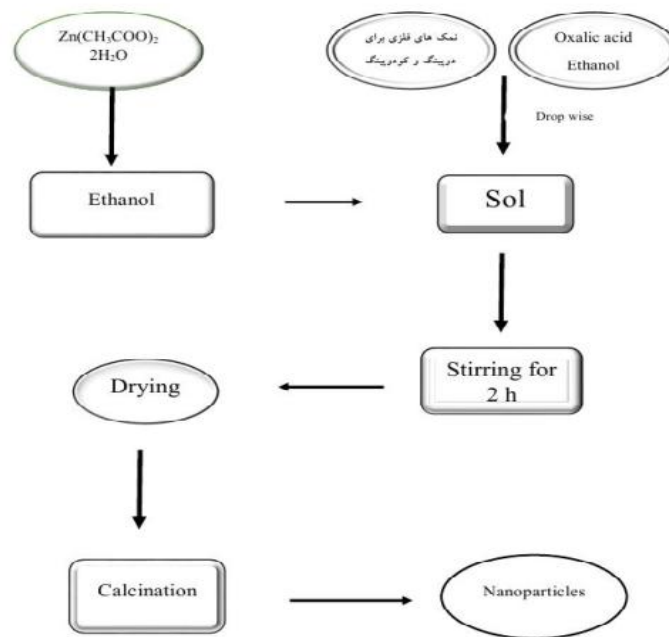 Zn(CH₃COO)₂
2H₂O
نمک های فلزی برای
دوپینگ و کودوپینگ
Oxalic acid
Ethanol
Drop wise
Ethanol
Sol
Stirring for
2 h
Drying
Calcination
Nanoparticles